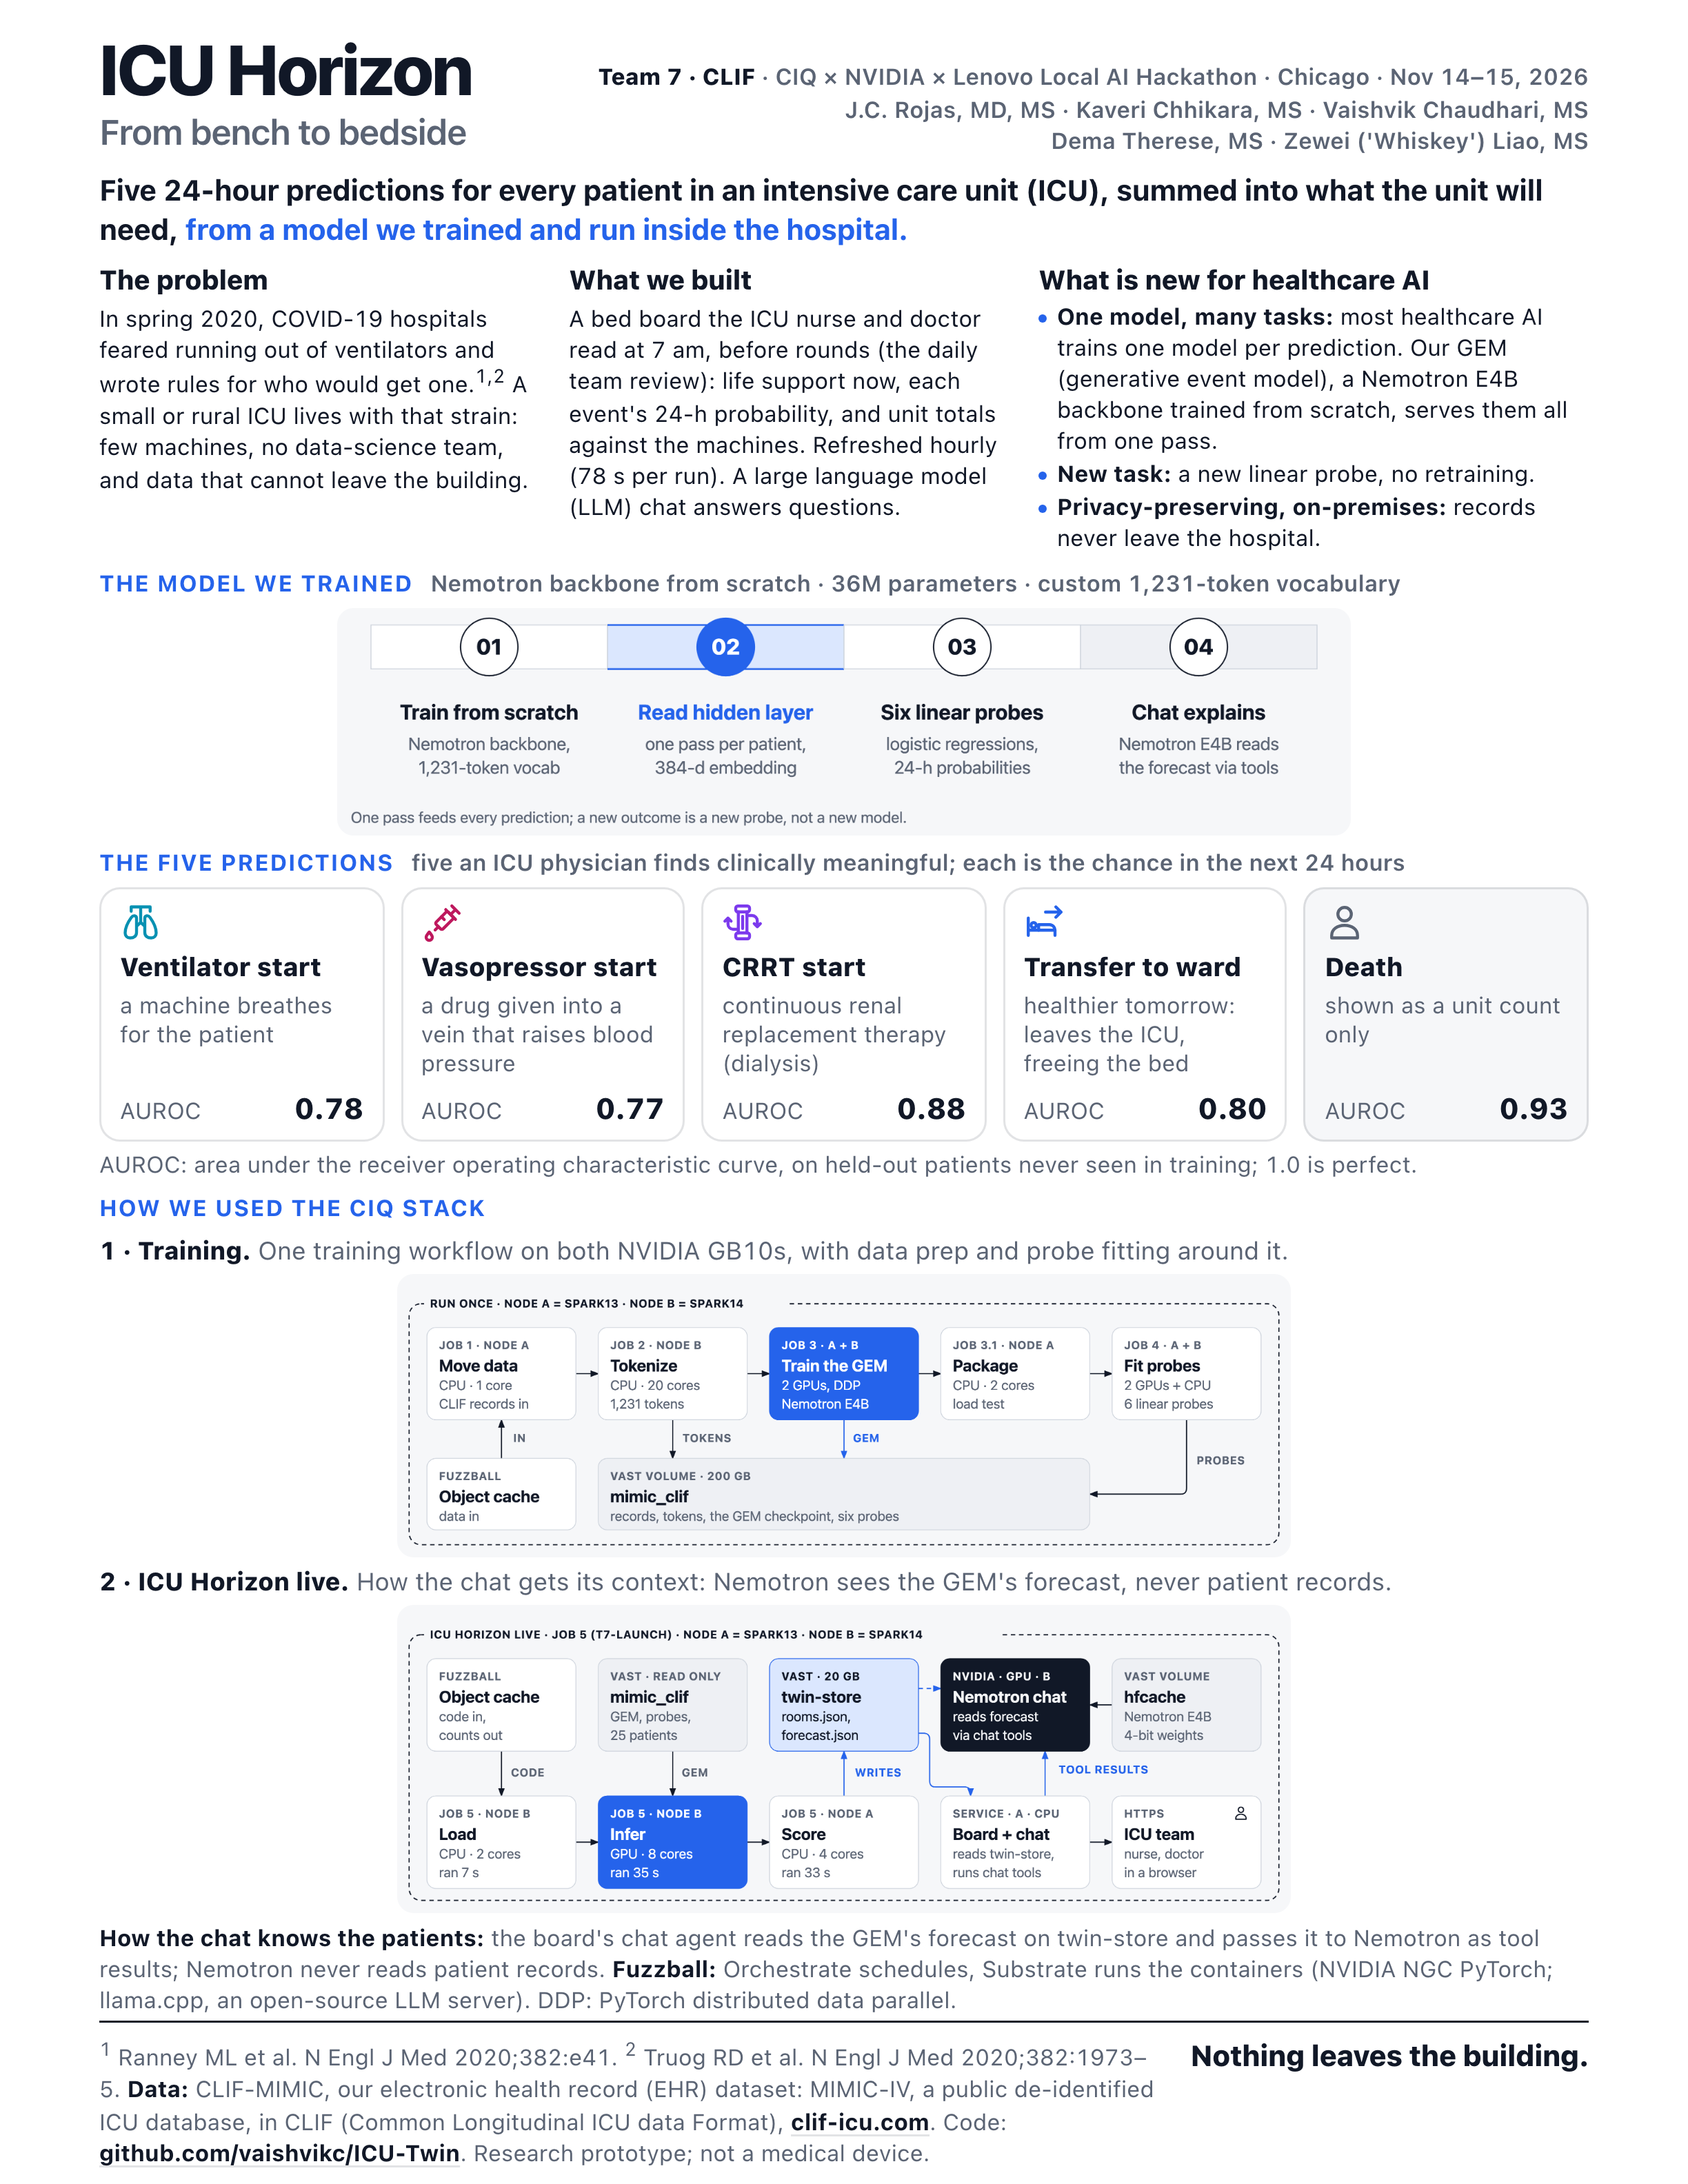 ICU Horizon
From bench to bedside
Team 7 · CLIF · CIQ × NVIDIA × Lenovo Local AI Hackathon · Chicago · Nov 14–15, 2026
J.C. Rojas, MD, MS · Kaveri Chhikara, MS · Vaishvik Chaudhari, MS
Dema Therese, MS · Zewei ('Whiskey') Liao, MS
Five 24-hour predictions for every patient in an intensive care unit (ICU), summed into what the unit will
need, from a model we trained and run inside the hospital.
The problem
In spring 2020, COVID-19 hospitals
feared running out of ventilators and
wrote rules for who would get one.1,2 A
small or rural ICU lives with that strain:
few machines, no data-science team,
and data that cannot leave the building.
What we built
A bed board the ICU nurse and doctor
read at 7 am, before rounds (the daily
team review): life support now, each
event's 24-h probability, and unit totals
against the machines. Refreshed hourly
(78 s per run). A large language model
(LLM) chat answers questions.
What is new for healthcare AI
• One model, many tasks: most healthcare AI
trains one model per prediction. Our GEM
(generative event model), a Nemotron E4B
backbone trained from scratch, serves them all
from one pass.
• New task: a new linear probe, no retraining.
• Privacy-preserving, on-premises: records
never leave the hospital.
THE MODEL WE TRAINED Nemotron backbone from scratch · 36M parameters · custom 1,231-token vocabulary
01
Train from scratch
Nemotron backbone,
1,231-token vocab
02
Read hidden layer
one pass per patient,
384-d embedding
03
Six linear probes
logistic regressions,
24-h probabilities
04
Chat explains
Nemotron E4B reads
the forecast via tools
One pass feeds every prediction; a new outcome is a new probe, not a new model.
THE FIVE PREDICTIONS five an ICU physician finds clinically meaningful; each is the chance in the next 24 hours
Ventilator start
a machine breathes
for the patient
AUROC 0.78
Vasopressor start
a drug given into a
vein that raises blood
pressure
AUROC 0.77
CRRT start
continuous renal
replacement therapy
(dialysis)
AUROC 0.88
Transfer to ward
healthier tomorrow:
leaves the ICU,
freeing the bed
AUROC 0.80
Death
shown as a unit count
only
AUROC 0.93
AUROC: area under the receiver operating characteristic curve, on held-out patients never seen in training; 1.0 is perfect.
HOW WE USED THE CIQ STACK
1 · Training. One training workflow on both NVIDIA GB10s, with data prep and probe fitting around it.
RUN ONCE · NODE A = SPARK13 · NODE B = SPARK14
JOB 1 · NODE A
Move data
CPU · 1 core
CLIF records in
JOB 2 · NODE B
Tokenize
CPU · 20 cores
1,231 tokens
JOB 3 · A + B
Train the GEM
2 GPUs, DDP
Nemotron E4B
JOB 3.1 · NODE A
Package
CPU · 2 cores
load test
JOB 4 · A + B
Fit probes
2 GPUs + CPU
6 linear probes
IN
TOKENS
GEM
PROBES
FUZZBALL
Object cache
data in
VAST VOLUME · 200 GB
mimic_clif
records, tokens, the GEM checkpoint, six probes
2 · ICU Horizon live. How the chat gets its context: Nemotron sees the GEM's forecast, never patient records.
ICU HORIZON LIVE · JOB 5 (T7-LAUNCH) · NODE A = SPARK13 · NODE B = SPARK14
FUZZBALL
Object cache
code in,
counts out
VAST · READ ONLY
mimic_clif
GEM, probes,
25 patients
VAST · 20 GB
twin-store
rooms.json,
forecast.json
NVIDIA · GPU · B
Nemotron chat
reads forecast
via chat tools
VAST VOLUME
hfcache
Nemotron E4B
4-bit weights
CODE
GEM
WRITES
TOOL RESULTS
JOB 5 · NODE B
Load
CPU · 2 cores
ran 7 s
JOB 5 · NODE B
Infer
GPU · 8 cores
ran 35 s
JOB 5 · NODE A
Score
CPU · 4 cores
ran 33 s
SERVICE · A · CPU
Board + chat
reads twin-store,
runs chat tools
HTTPS
ICU team
nurse, doctor
in a browser
How the chat knows the patients: the board's chat agent reads the GEM's forecast on twin-store and passes it to Nemotron as tool
results; Nemotron never reads patient records. Fuzzball: Orchestrate schedules, Substrate runs the containers (NVIDIA NGC PyTorch;
llama.cpp, an open-source LLM server). DDP: PyTorch distributed data parallel.
1 Ranney ML et al. N Engl J Med 2020;382:e41. 2 Truog RD et al. N Engl J Med 2020;382:1973–
5. Data: CLIF-MIMIC, our electronic health record (EHR) dataset: MIMIC-IV, a public de-identified
ICU database, in CLIF (Common Longitudinal ICU data Format), clif-icu.com. Code:
github.com/vaishvikc/ICU-Twin. Research prototype; not a medical device.
Nothing leaves the building.